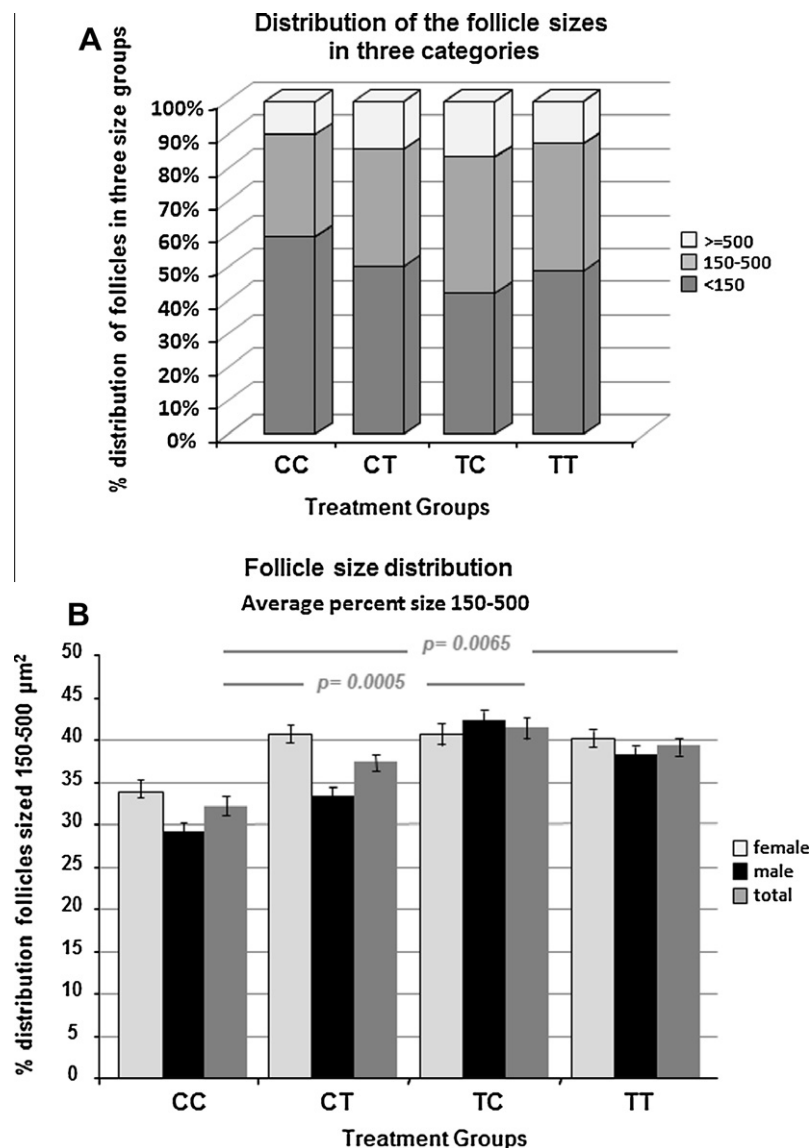 A
Distribution of the follicle sizes
in three categories
% distribution of follicles in three size groups
100%
90%
80%
70%
60%
50%
40%
30%
20%
10%
0%
CC CT TC TT
Treatment Groups
>=500
150-500
<150
Follicle size distribution
B
Average percent size 150-500
% distribution follicles sized 150-500 µm²
p= 0.0065
p= 0.0005
50
45
40
35
30
25
20
15
10
5
0
CC CT TC TT
Treatment Groups
female
male
total